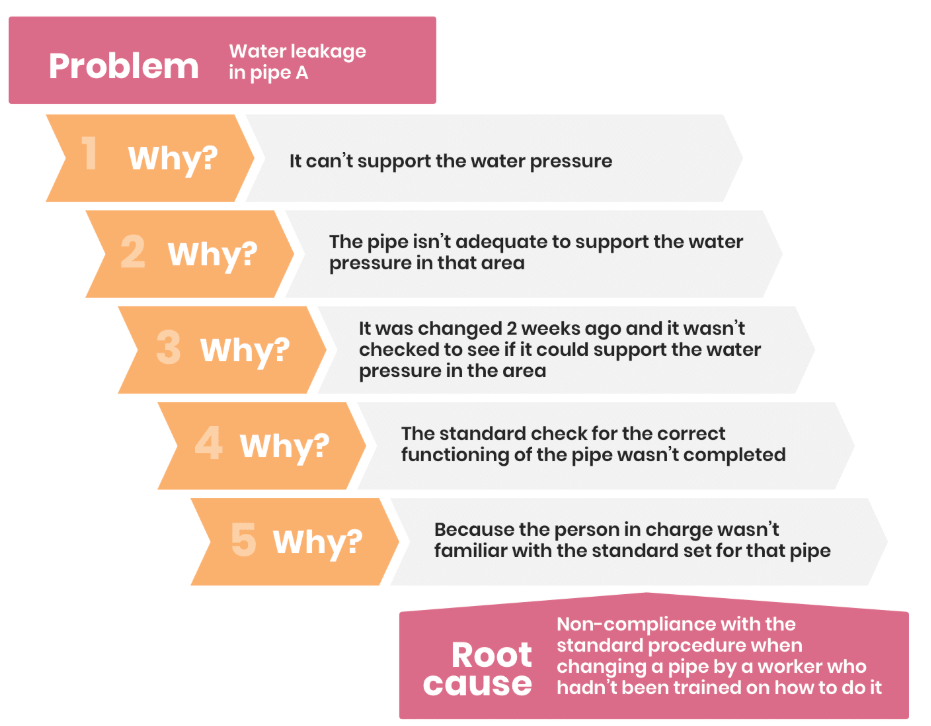 Problem
Water leakage
in pipe A
1 Why?
It can't support the water pressure
2 Why?
The pipe isn't adequate to support the water
pressure in that area
3 Why?
It was changed 2 weeks ago and it wasn't
checked to see if it could support the water
pressure in the area
4 Why?
The standard check for the correct
functioning of the pipe wasn't completed
5 Why?
Because the person in charge wasn't
familiar with the standard set for that pipe
Root
cause
Non-compliance with the
standard procedure when
changing a pipe by a worker who
hadn't been trained on how to do it